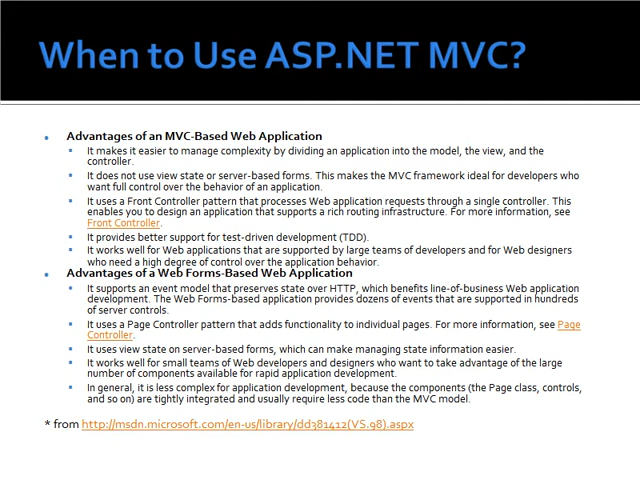 When to Use ASP.NET MVC?
Advantages of an MVC-Based Web Application
It makes it easier to manage complexity by dividing an application into the model, the view, and the
controller.
It does not use view state or server-based forms. This makes the MVC framework ideal for developers who
want full control over the behavior of an application.
It uses a Front Controller pattern that processes Web application requests through a single controller. This
enables you to design an application that supports a rich routing infrastructure. For more information, see
Front Controller.
It provides better support for test-driven development (TDD).
It works well for Web applications that are supported by large teams of developers and for Web designers
who need a high degree of control over the application behavior.
Advantages of a Web Forms-Based Web Application
It supports an event model that preserves state over HTTP, which benefits line-of-business Web application
development. The Web Forms-based application provides dozens of events that are supported in hundreds
of server controls.
It uses a Page Controller pattern that adds functionality to individual pages. For more information, see Page
Controller.
It uses view state on server-based forms, which can make managing state information easier.
It works well for small teams of Web developers and designers who want to take advantage of the large
number of components available for rapid application development.
In general, it is less complex for application development, because the components (the Page class, controls,
and so on) are tightly integrated and usually require less code than the MVC model.
* from http://msdn.microsoft.com/en-us/library/dd381412(VS.98).aspx